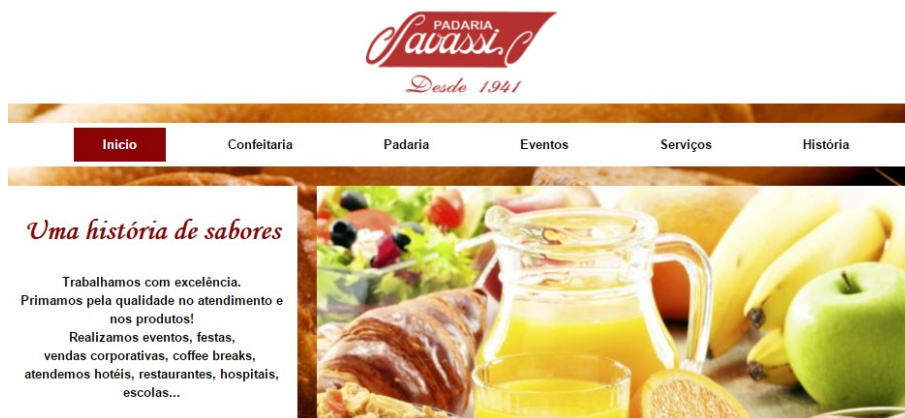 PADARIA
Savassi
Desde 1941
Inicio
Confeitaria
Padaria
Eventos
Serviços
História
Uma história de sabores
Trabalhamos com excelência.
Primamos pela qualidade no atendimento e
nos produtos!
Realizamos eventos, festas,
vendas corporativas, coffee breaks,
atendemos hotéis, restaurantes, hospitais,
escolas...